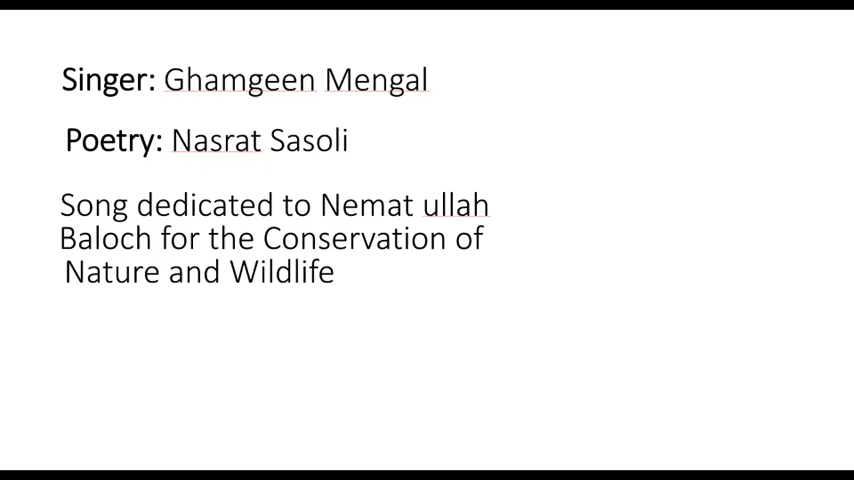 Singer: Ghamgeen Mengal
Poetry: Nasrat Sasoli
Song dedicated to Nemat ullah
Baloch for the Conservation of
Nature and Wildlife